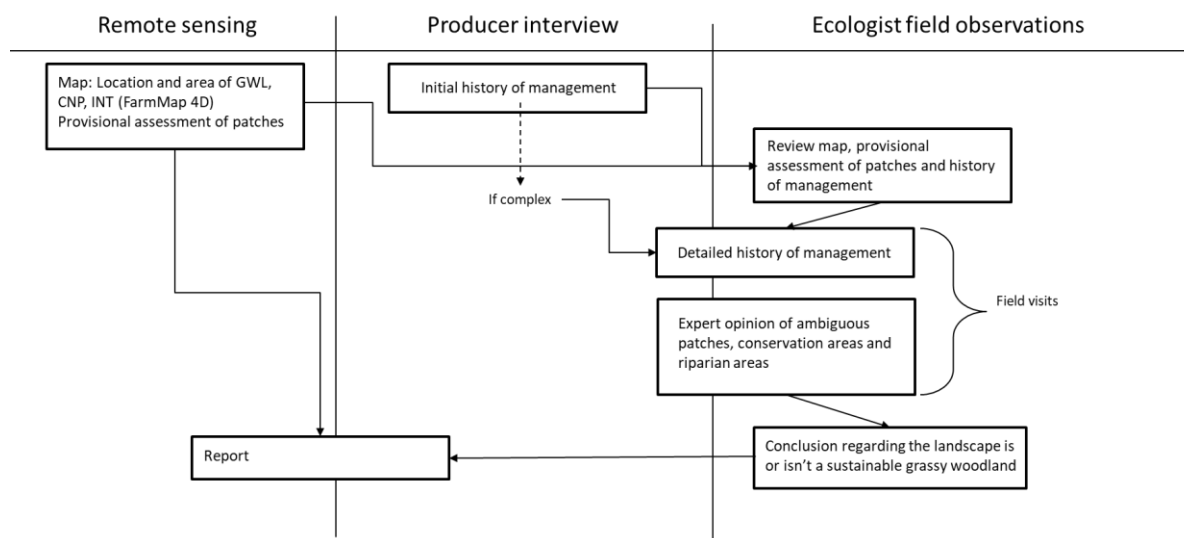 Remote sensing
Producer interview
Ecologist field observations
Map: Location and area of GWL,
CNP, INT (FarmMap 4D)
Provisional assessment of patches
Initial history of management
Review map, provisional
assessment of patches and history
of management
If complex
Detailed history of management
Field visits
Expert opinion of ambiguous
patches, conservation areas and
riparian areas
Report
Conclusion regarding the landscape is
or isn't a sustainable grassy woodland